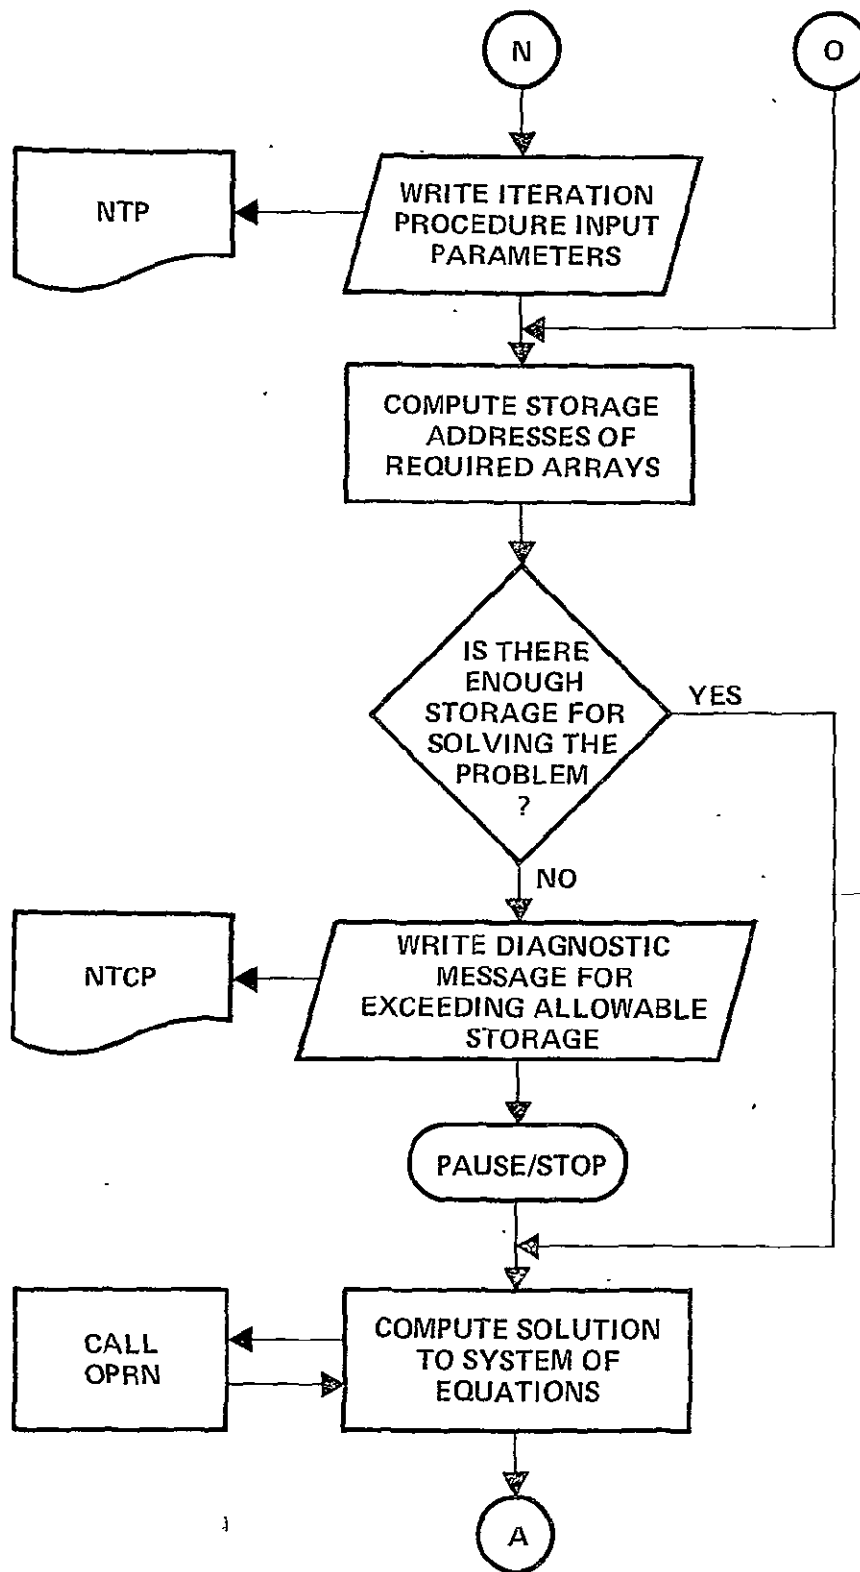 N
O
NTP
WRITE ITERATION
PROCEDURE INPUT
PARAMETERS
COMPUTE STORAGE
ADDRESSES OF
REQUIRED ARRAYS
IS THERE
ENOUGH
STORAGE FOR
SOLVING THE
PROBLEM
?
YES
NO
NTCP
WRITE DIAGNOSTIC
MESSAGE FOR
EXCEEDING ALLOWABLE
STORAGE
PAUSE/STOP
CALL
OPRN
COMPUTE SOLUTION
TO SYSTEM OF
EQUATIONS
A